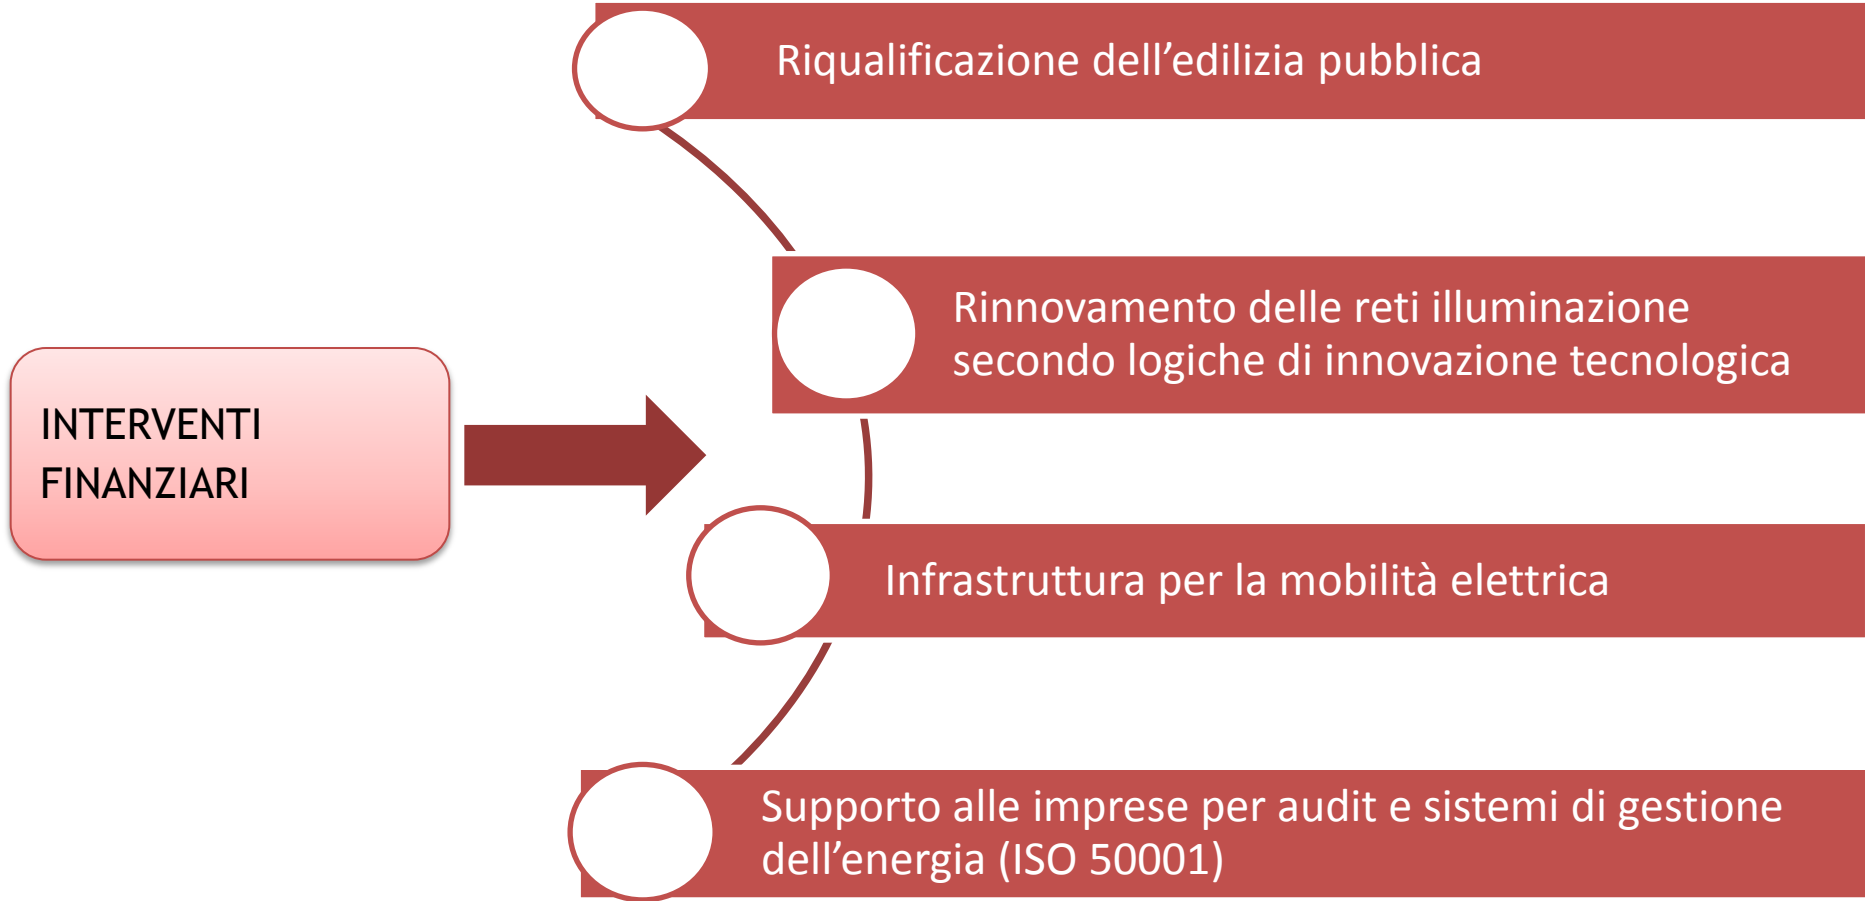 Riqualificazione dell’edilizia pubblica
Rinnovamento delle reti illuminazione
secondo logiche di innovazione tecnologica
INTERVENTI
FINANZIARI
Infrastruttura per la mobilità elettrica
Supporto alle imprese per audit e sistemi di gestione
dell’energia (ISO 50001)